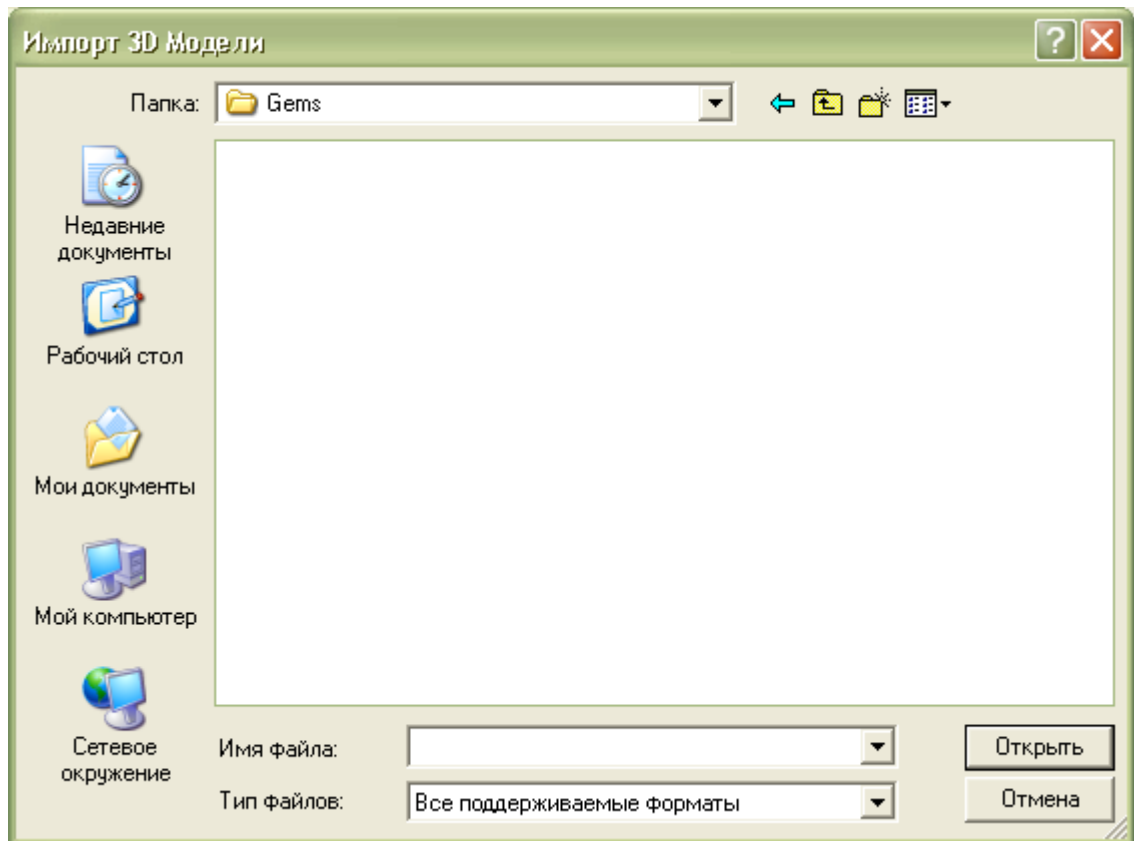 Импорт 3D Модели
Папка: Gems
Недавние
документы
Рабочий стол
Мои документы
Мой компьютер
Сетевое
окружение
Имя файла:
Открыть
Тип файлов: Все поддерживаемые форматы
Отмена